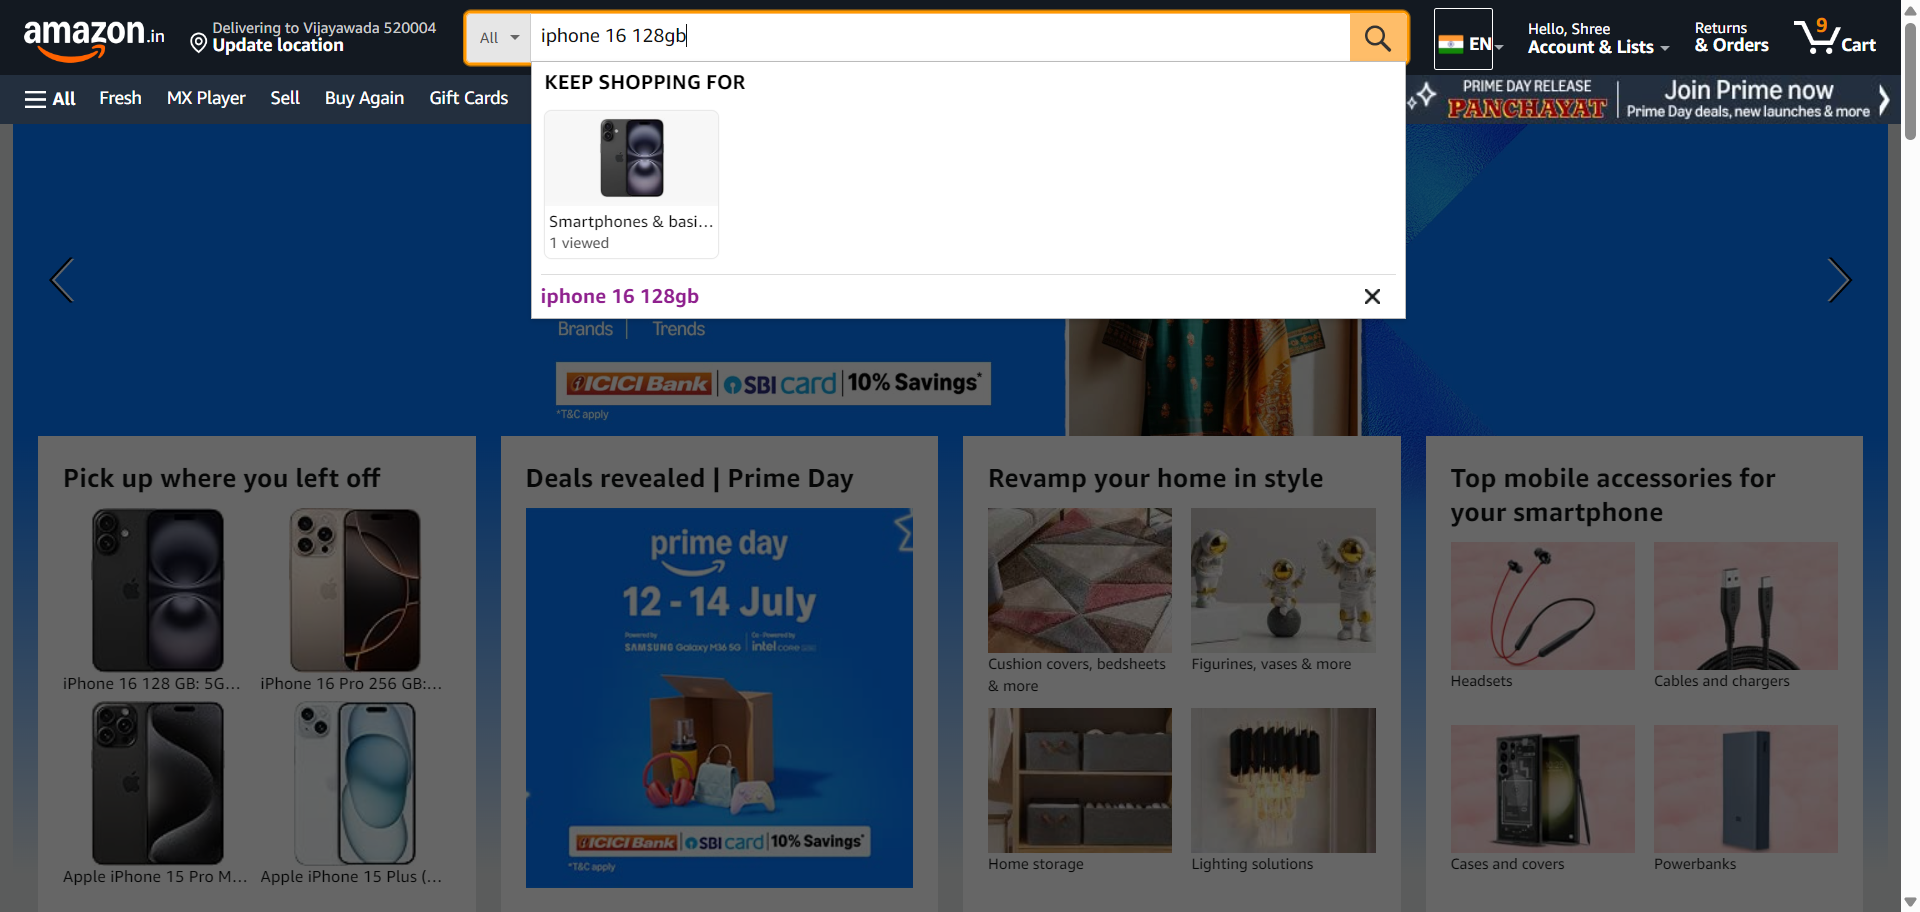 amazon.in
Delivering to Vijayawada 520004
Update location
All
iphone 16 128gb
EN
Hello, Shree
Account & Lists
Returns
& Orders
9
Cart
All
Fresh
MX Player
Sell
Buy Again
Gift Cards
PRIME DAY RELEASE
PANCHAYAT
Join Prime now
Prime Day deals, new launches & more
KEEP SHOPPING FOR
Smartphones & basi...
1 viewed
iphone 16 128gb
Brands | Trends
ICICI Bank | SBI card | 10% Savings*
*T&C apply
Pick up where you left off
iPhone 16 128 GB: 5G...
iPhone 16 Pro 256 GB:...
Apple iPhone 15 Pro M...
Apple iPhone 15 Plus (...
Deals revealed | Prime Day
prime day
12 - 14 July
Powered by
SAMSUNG Galaxy M36 5G
Co-Powered by
intel core
ICICI Bank | SBI card | 10% Savings*
*T&C apply
Revamp your home in style
Cushion covers, bedsheets
& more
Figurines, vases & more
Home storage
Lighting solutions
Top mobile accessories for
your smartphone
Headsets
Cables and chargers
Cases and covers
Powerbanks